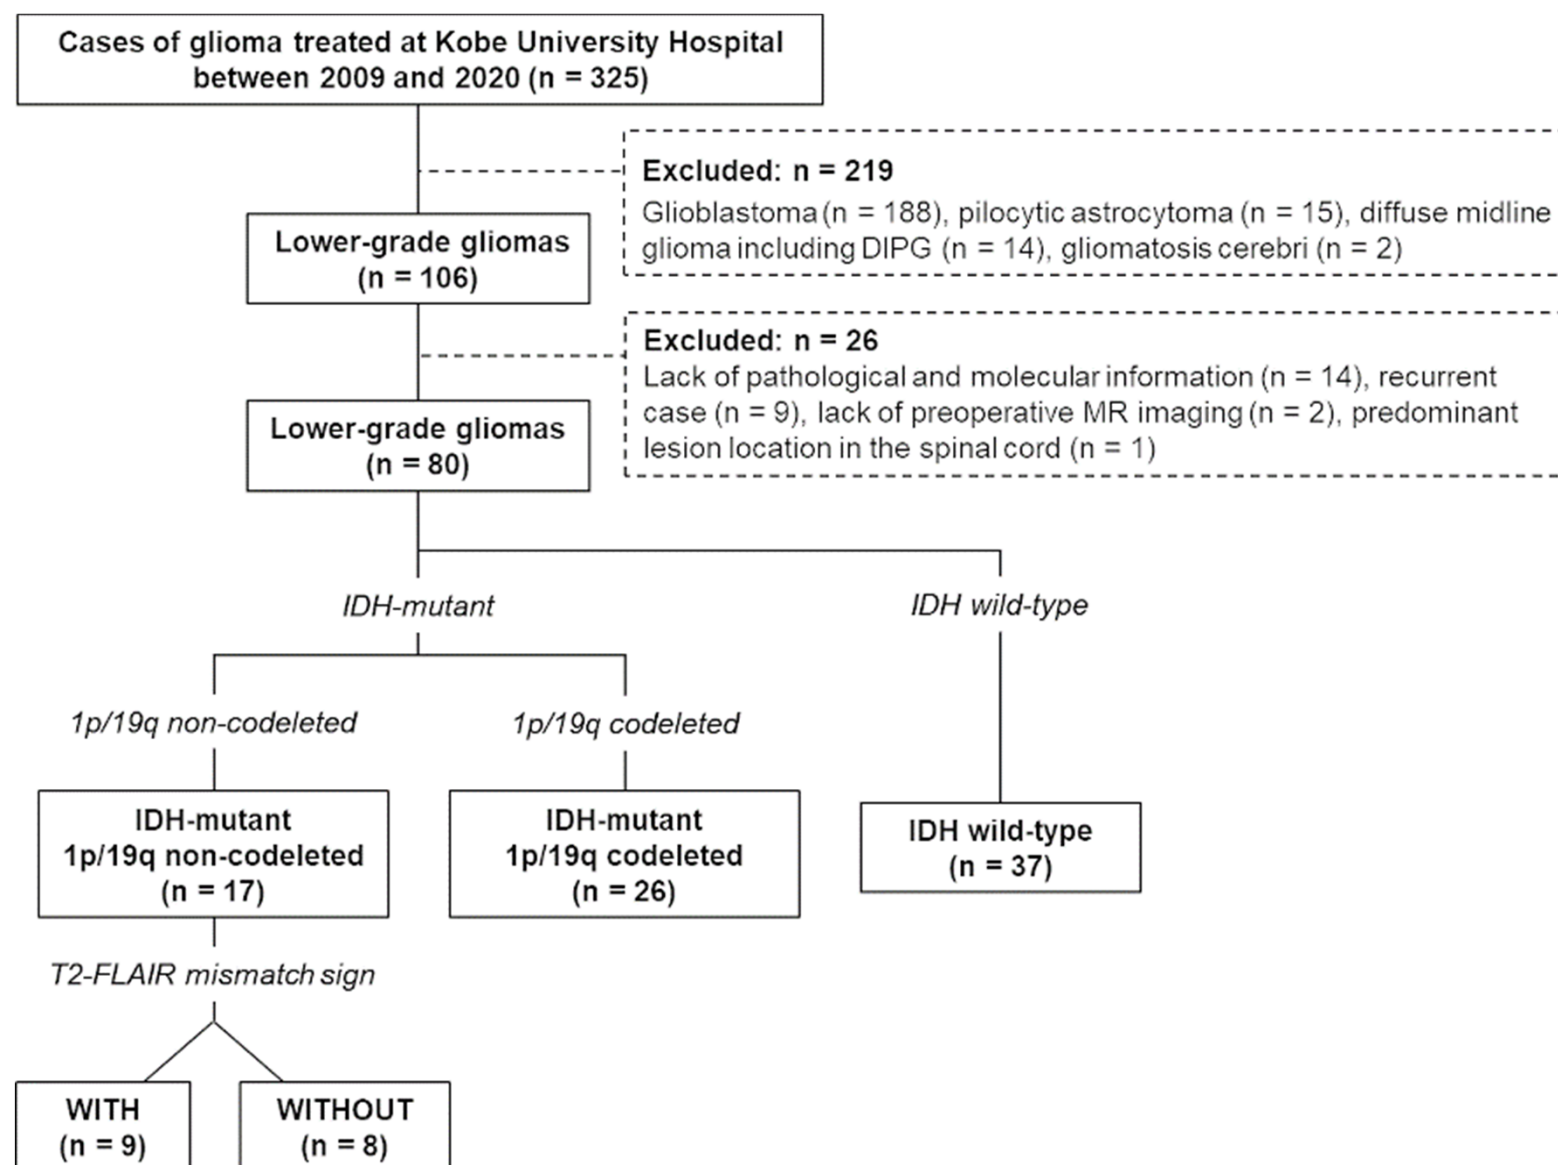 Cases of glioma treated at Kobe University Hospital
between 2009 and 2020 (n = 325)
Excluded: n = 219
Glioblastoma (n = 188), pilocytic astrocytoma (n = 15), diffuse midline
glioma including DIPG (n = 14), gliomatosis cerebri (n = 2)
Lower-grade gliomas
(n = 106)
Excluded: n = 26
Lack of pathological and molecular information (n = 14), recurrent
case (n = 9), lack of preoperative MR imaging (n = 2), predominant
lesion location in the spinal cord (n = 1)
Lower-grade gliomas
(n = 80)
IDH-mutant
IDH wild-type
1p/19q non-codeleted
1p/19q codeleted
IDH-mutant
1p/19q non-codeleted
(n = 17)
IDH-mutant
1p/19q codeleted
(n = 26)
IDH wild-type
(n = 37)
T2-FLAIR mismatch sign
WITH
(n = 9)
WITHOUT
(n = 8)